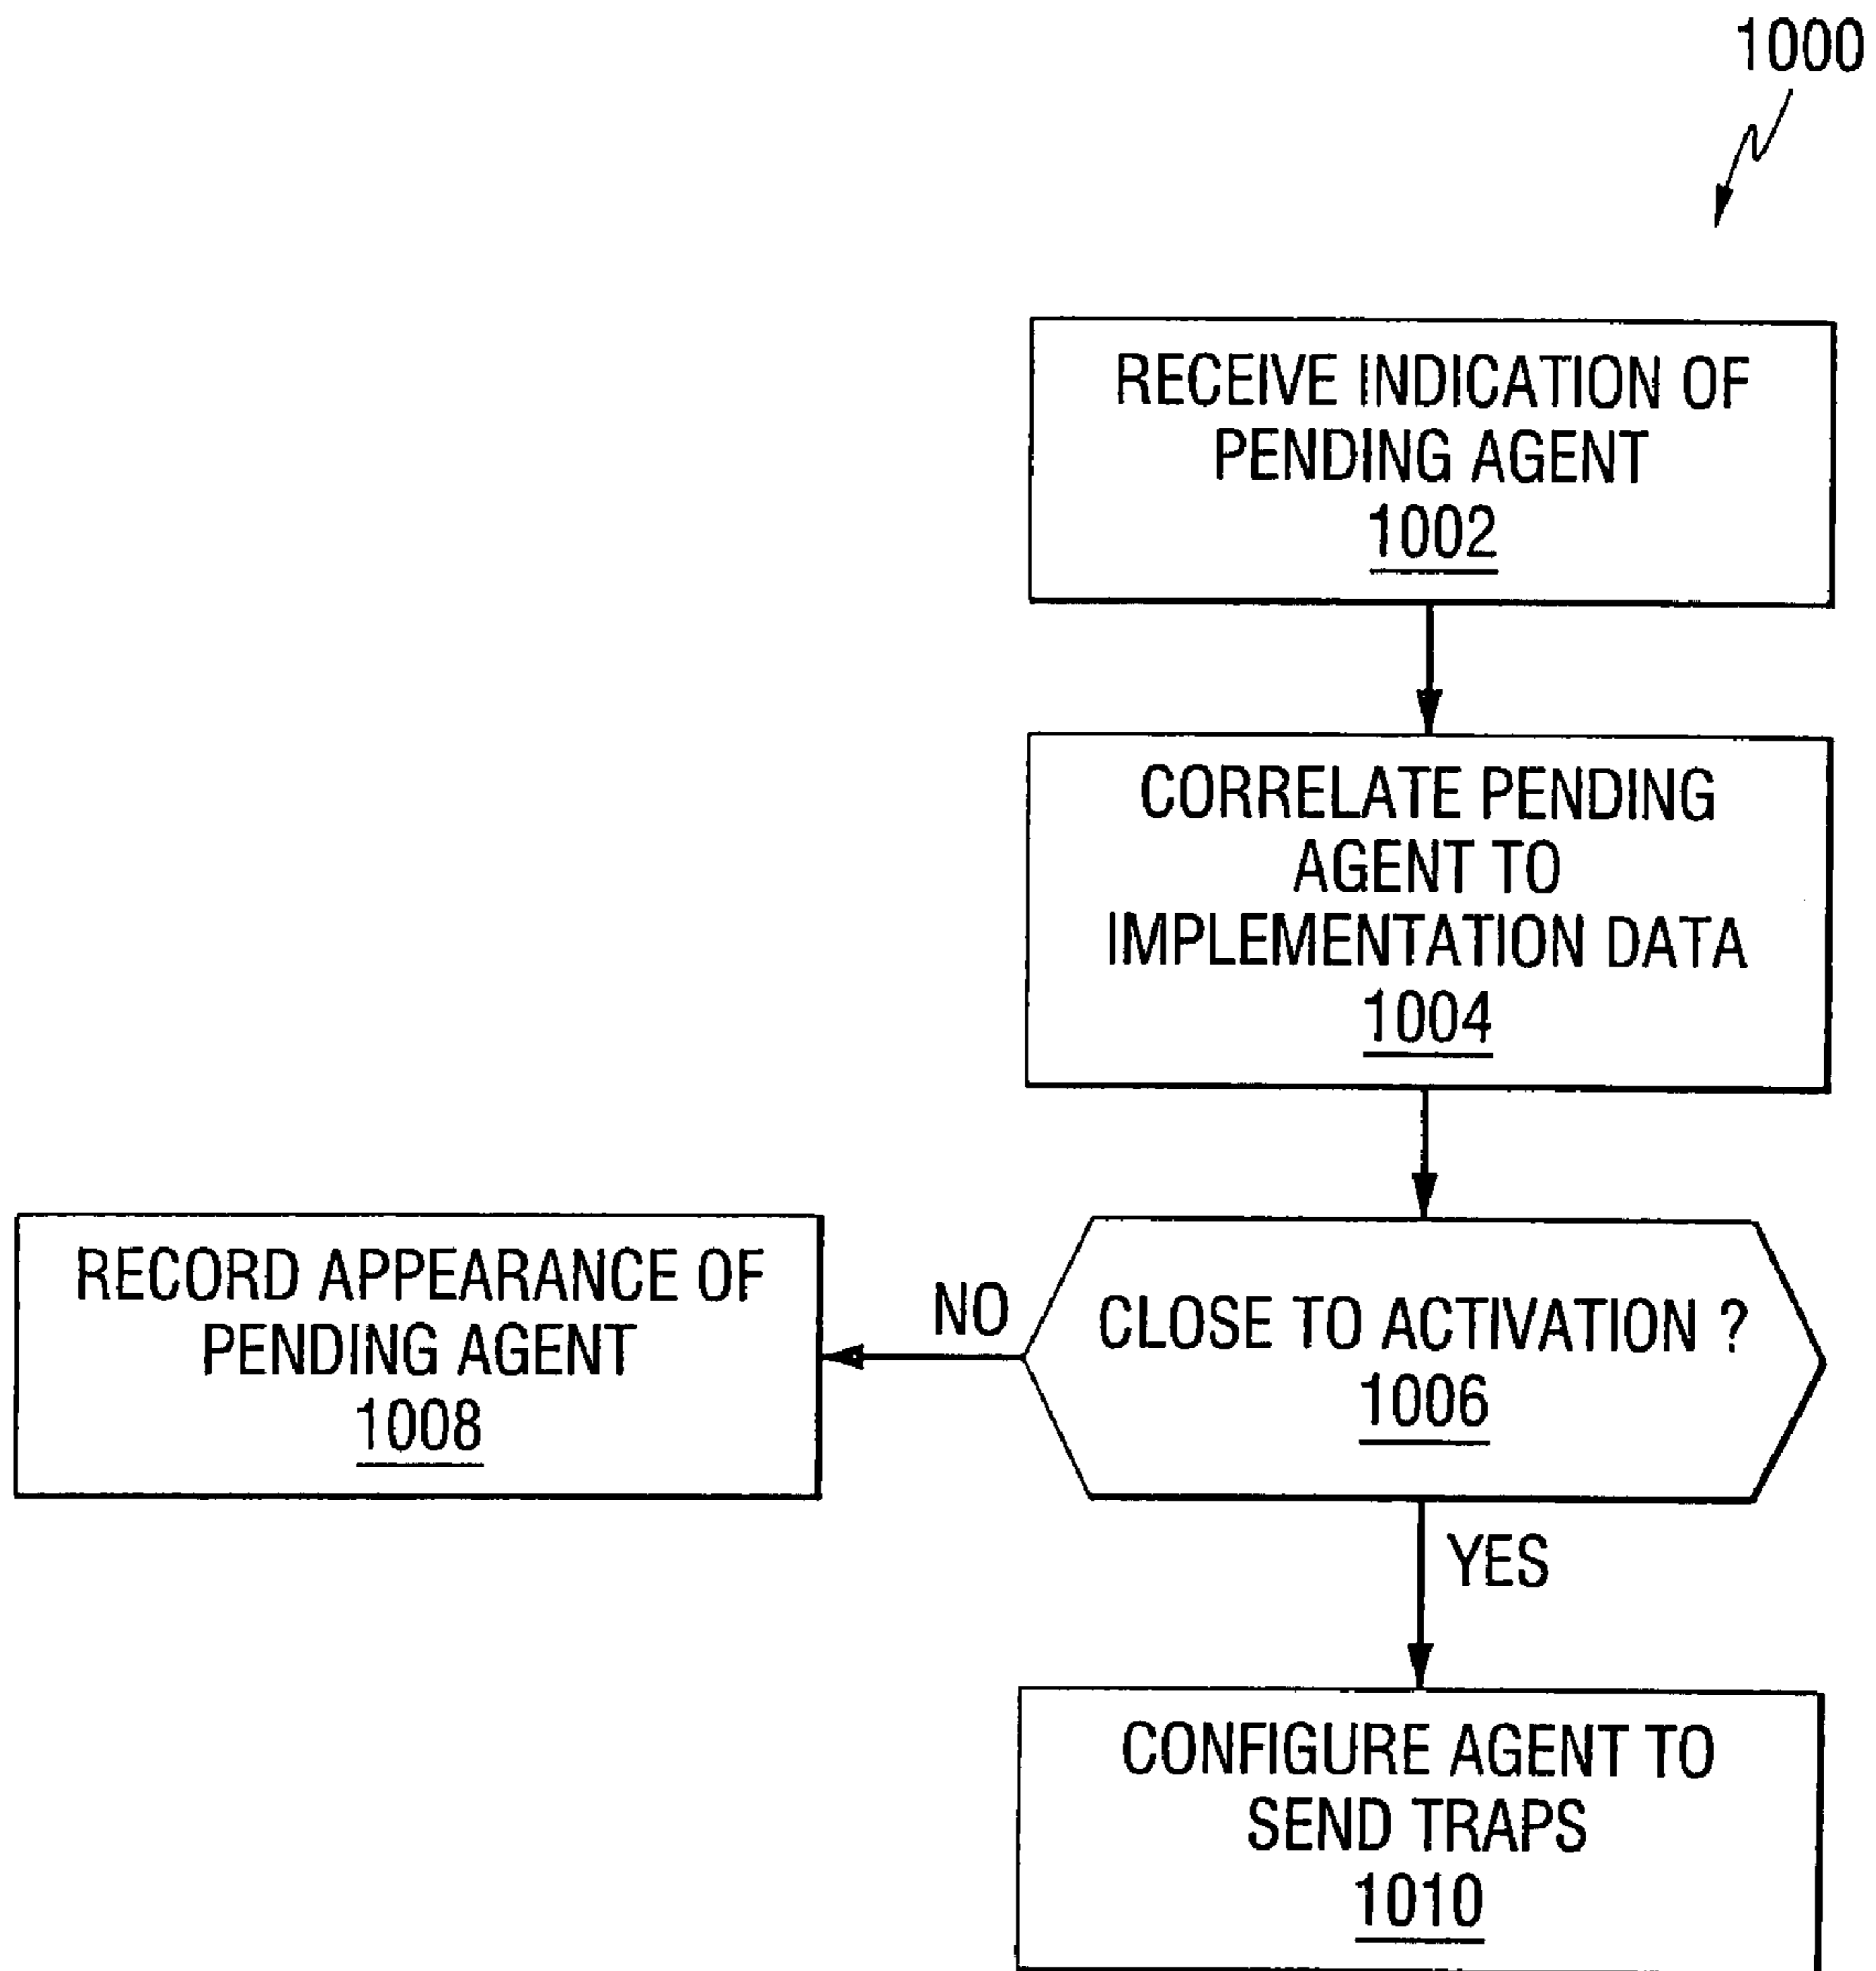 1000
RECEIVE INDICATION OF
PENDING AGENT
1002
CORRELATE PENDING
AGENT TO
IMPLEMENTATION DATA
1004
RECORD APPEARANCE OF
PENDING AGENT
1008
NO
CLOSE TO ACTIVATION ?
1006
YES
CONFIGURE AGENT TO
SEND TRAPS
1010